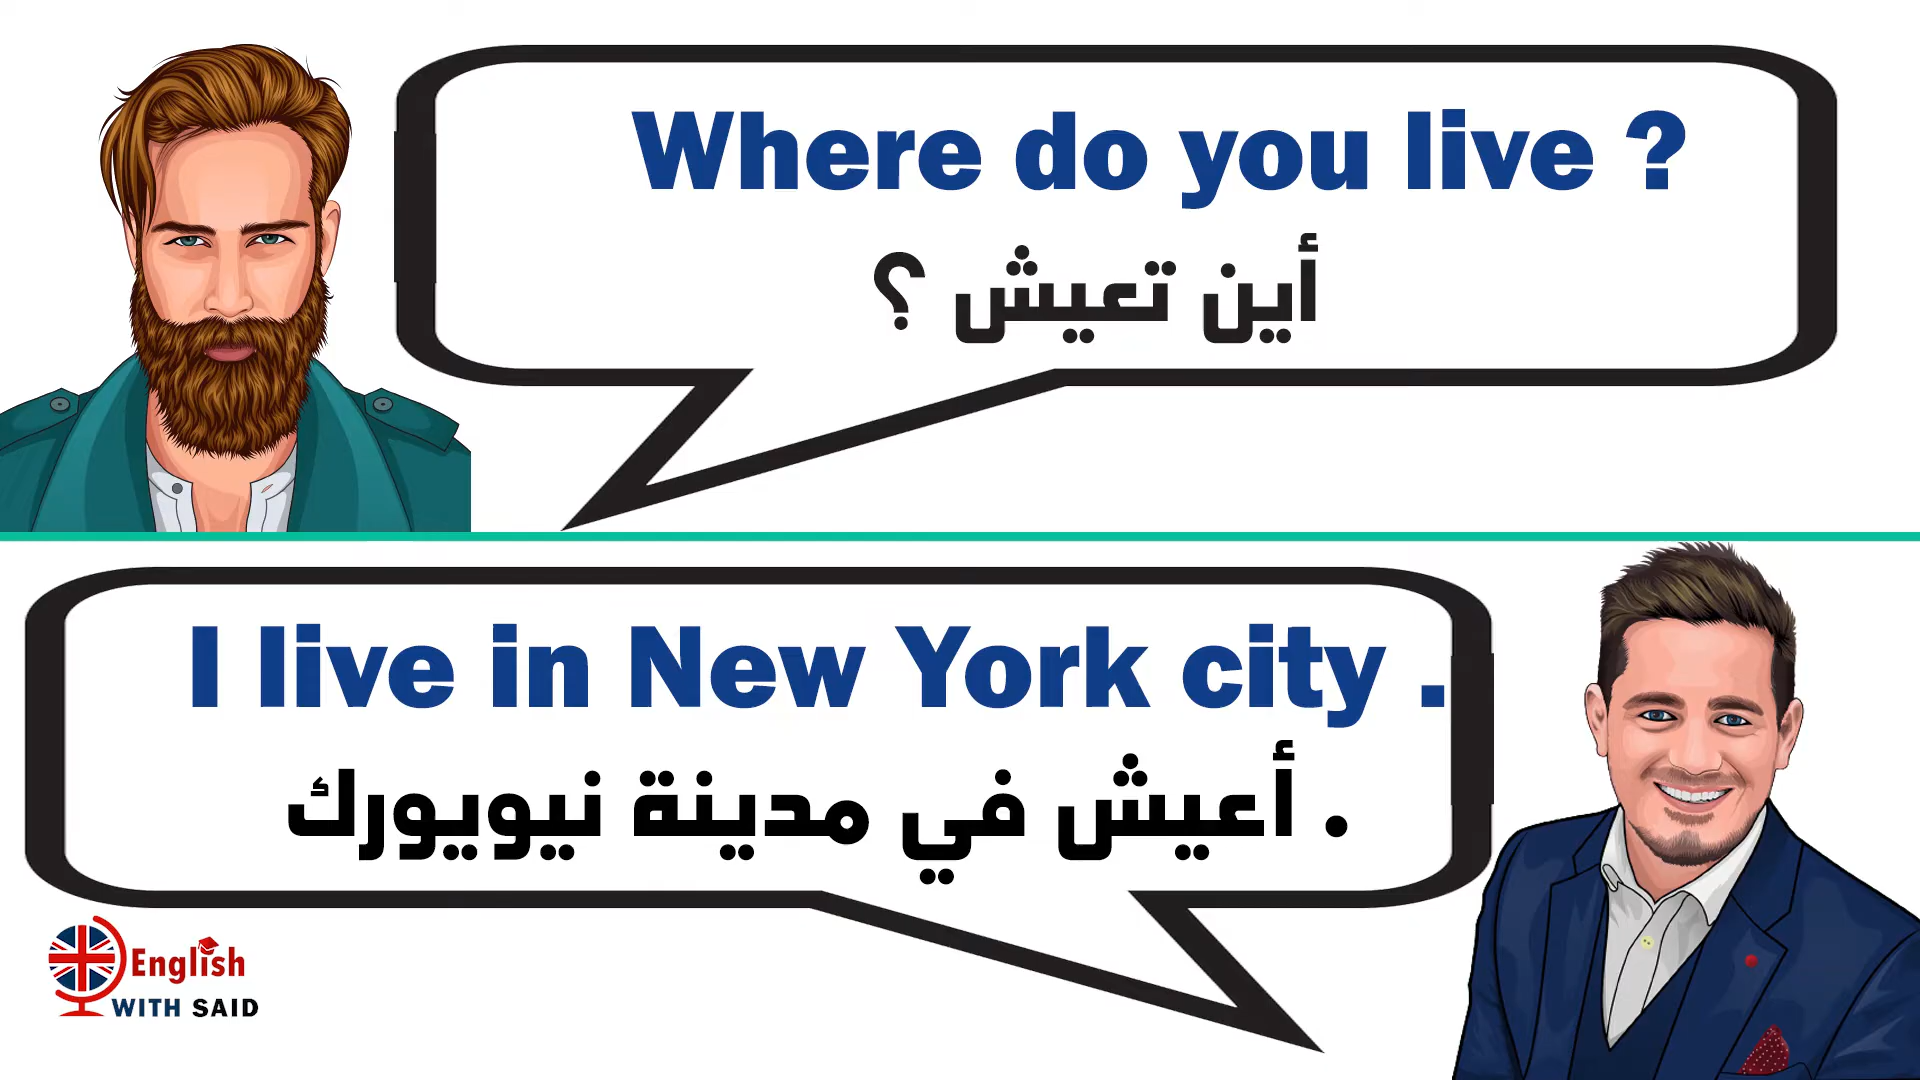 Where do you live ?
أين تعيش ؟
I live in New York city .
أعيش في مدينة نيويورك .
English
WITH SAID